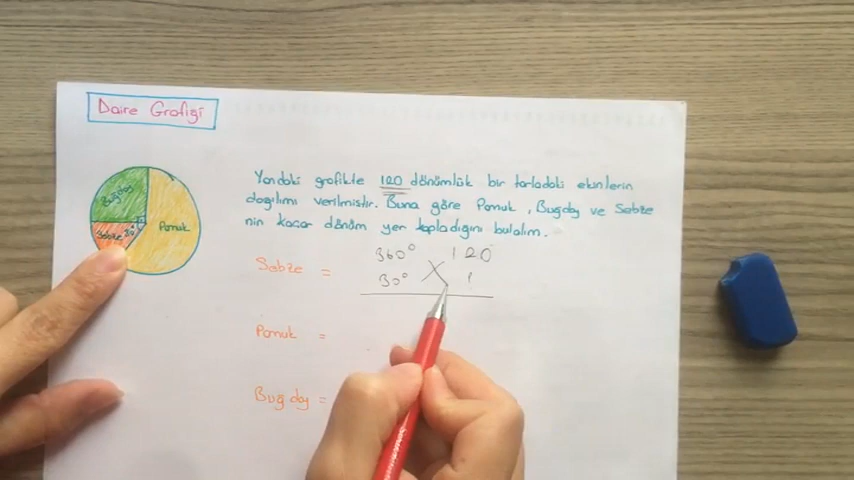 Daire Grafiği
Yandaki grafikte 120 dönümlük bir tarladaki ekinlerin
dağılımı verilmiştir. Buna göre Pamuk, Buğday ve Sebze
nin kaçar dönüm yer kapladığını bulalım.
Buğday
Pamuk
Sebze 30°
Sebze = 360° 120
30° ?
Pamuk =
Buğday =